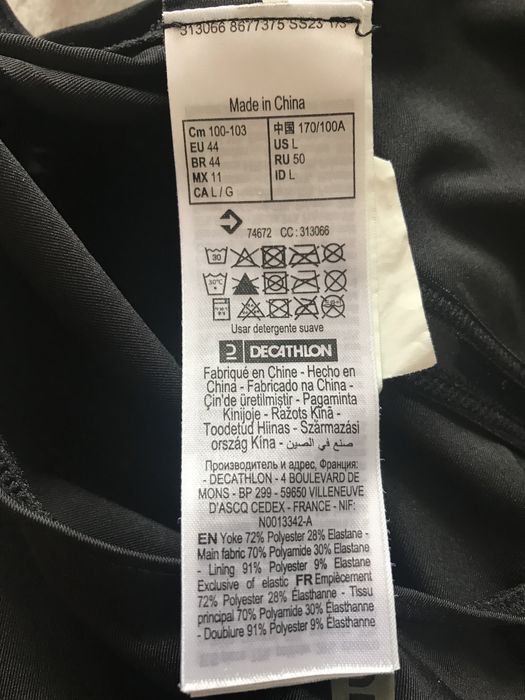 313066 8677375 SS23 1/3
Made in China
Cm 100-103
EU 44
BR 44
MX 11
CA L / G
中国 170/100A
US L
RU 50
ID L
74672 CC : 313066
30
30°C
Usar detergente suave
DECATHLON
Fabriqué en Chine - Hecho en
China - Fabricado na China -
Çin'de üretilmiştir - Pagaminta
Kinijoje - Ražots Ķīnā -
Toodetud Hiinas - Származási
ország Kína - صنع في الصين
Производитель и адрес, Франция:
- DECATHLON - 4 BOULEVARD DE
MONS - BP 299 - 59650 VILLENEUVE
D'ASCQ CEDEX - FRANCE - NIF:
N0013342-A
EN Yoke 72% Polyester 28% Elastane -
Main fabric 70% Polyamide 30% Elastane
- Lining 91% Polyester 9% Elastane
Exclusive of elastic FR Empiècement
72% Polyester 28% Élasthanne - Tissu
principal 70% Polyamide 30% Élasthanne
- Doublure 91% Polyester 9% Élasthanne